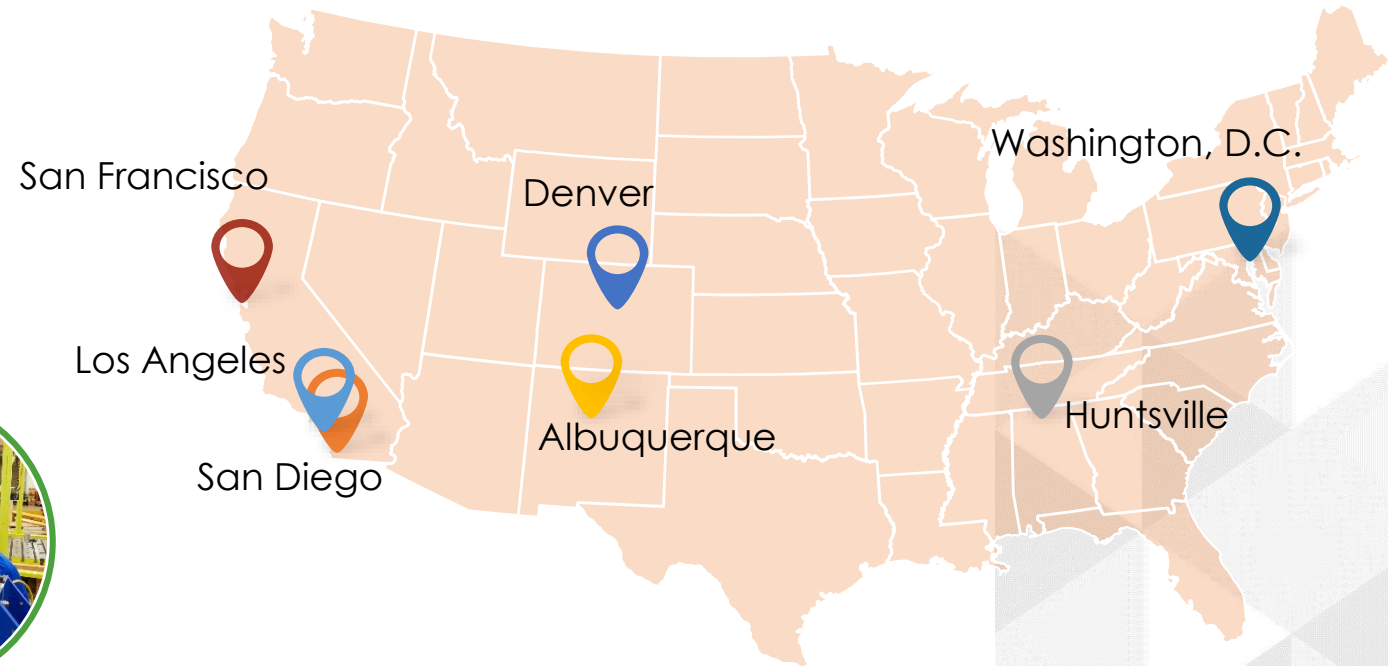 Washington, D.C.
San Francisco
Denver
Los Angeles
Huntsville
Albuquerque
San Diego